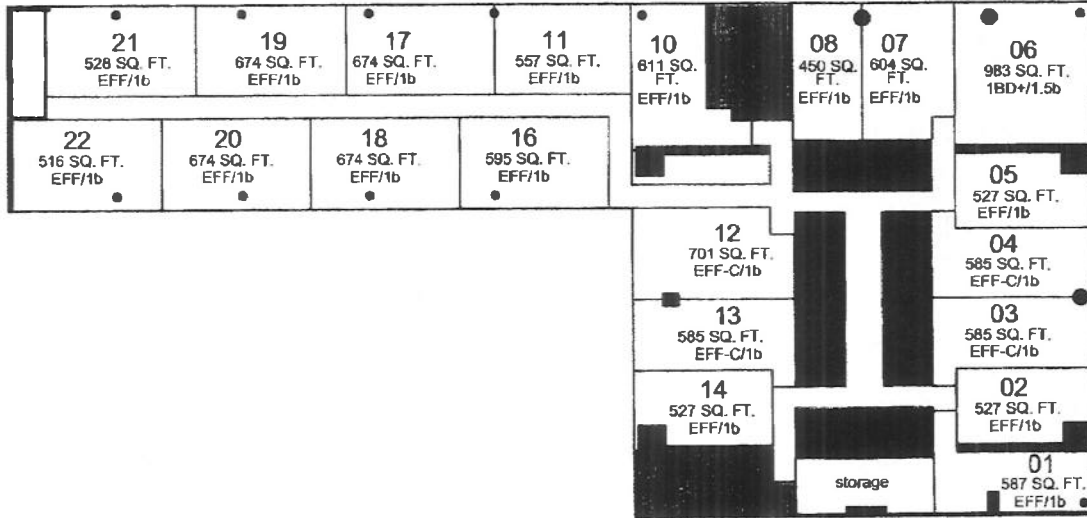 21
528 SQ. FT.
EFF/1b
19
674 SQ. FT.
EFF/1b
17
674 SQ. FT.
EFF/1b
11
557 SQ. FT.
EFF/1b
10
611 SQ.
FT.
EFF/1b
08
450 SQ.
FT.
EFF/1b
07
604 SQ.
FT.
EFF/1b
06
983 SQ. FT.
1BD+/1.5b
22
516 SQ. FT.
EFF/1b
20
674 SQ. FT.
EFF/1b
18
674 SQ. FT.
EFF/1b
16
595 SQ. FT.
EFF/1b
05
527 SQ. FT.
EFF/1b
12
701 SQ. FT.
EFF-C/1b
04
585 SQ. FT.
EFF-C/1b
13
585 SQ. FT.
EFF-C/1b
03
585 SQ. FT.
EFF-C/1b
14
527 SQ. FT.
EFF/1b
02
527 SQ. FT.
EFF/1b
storage
01
587 SQ. FT.
EFF/1b